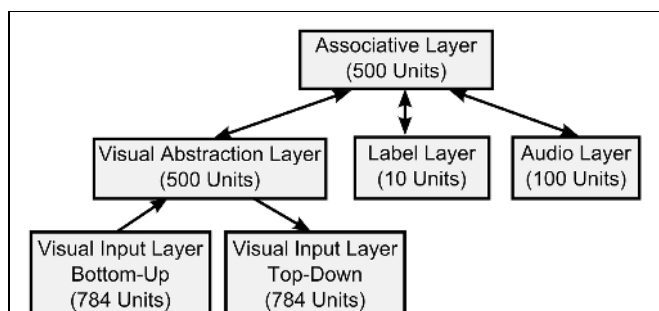 Associative Layer
(500 Units)
Visual Abstraction Layer
(500 Units)
Label Layer
(10 Units)
Audio Layer
(100 Units)
Visual Input Layer
Bottom-Up
(784 Units)
Visual Input Layer
Top-Down
(784 Units)